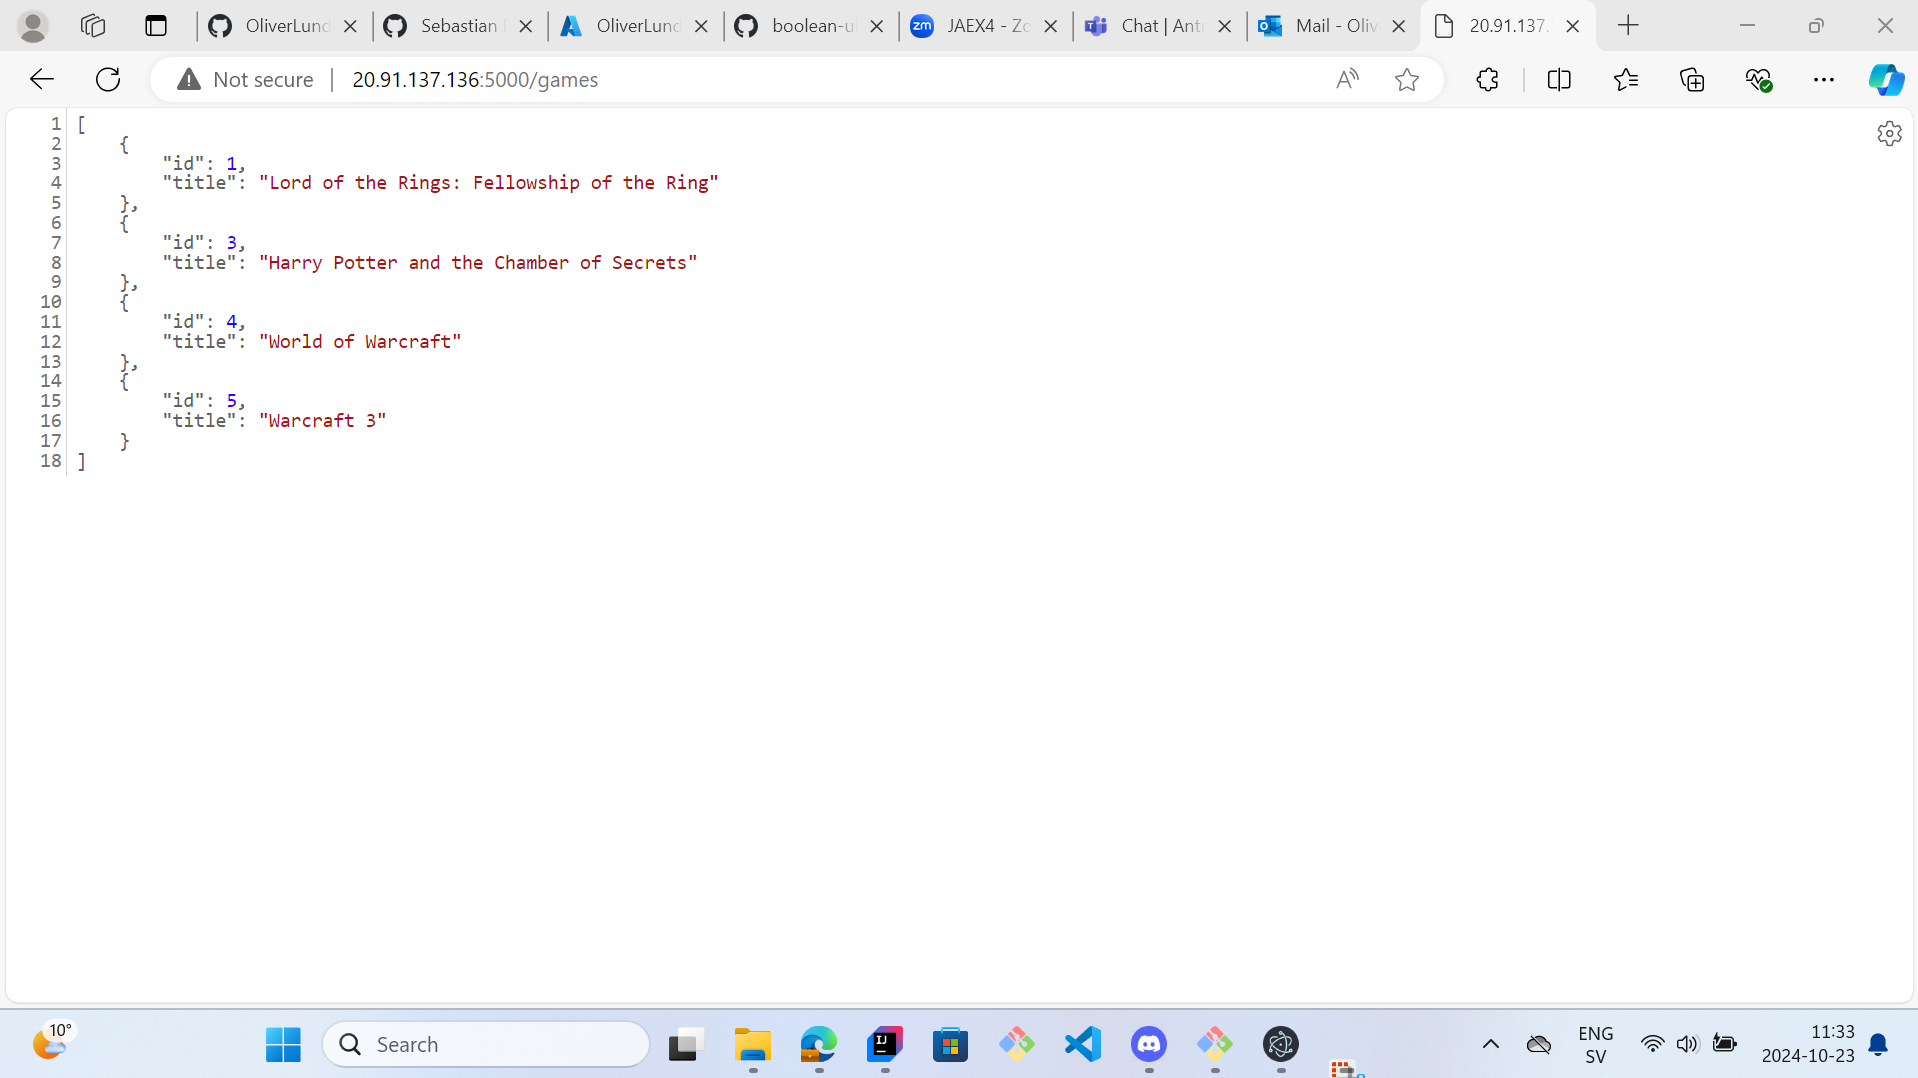 OliverLund
Sebastian
OliverLund
boolean-u
JAEX4 - Zo
Chat | Ant
Mail - Oliv
20.91.137.
Not secure
20.91.137.136:5000/games
1 [
2 {
3 "id": 1,
4 "title": "Lord of the Rings: Fellowship of the Ring"
5 },
6 {
7 "id": 3,
8 "title": "Harry Potter and the Chamber of Secrets"
9 },
10 {
11 "id": 4,
12 "title": "World of Warcraft"
13 },
14 {
15 "id": 5,
16 "title": "Warcraft 3"
17 }
18 ]
10°
Search
ENG
SV
11:33
2024-10-23